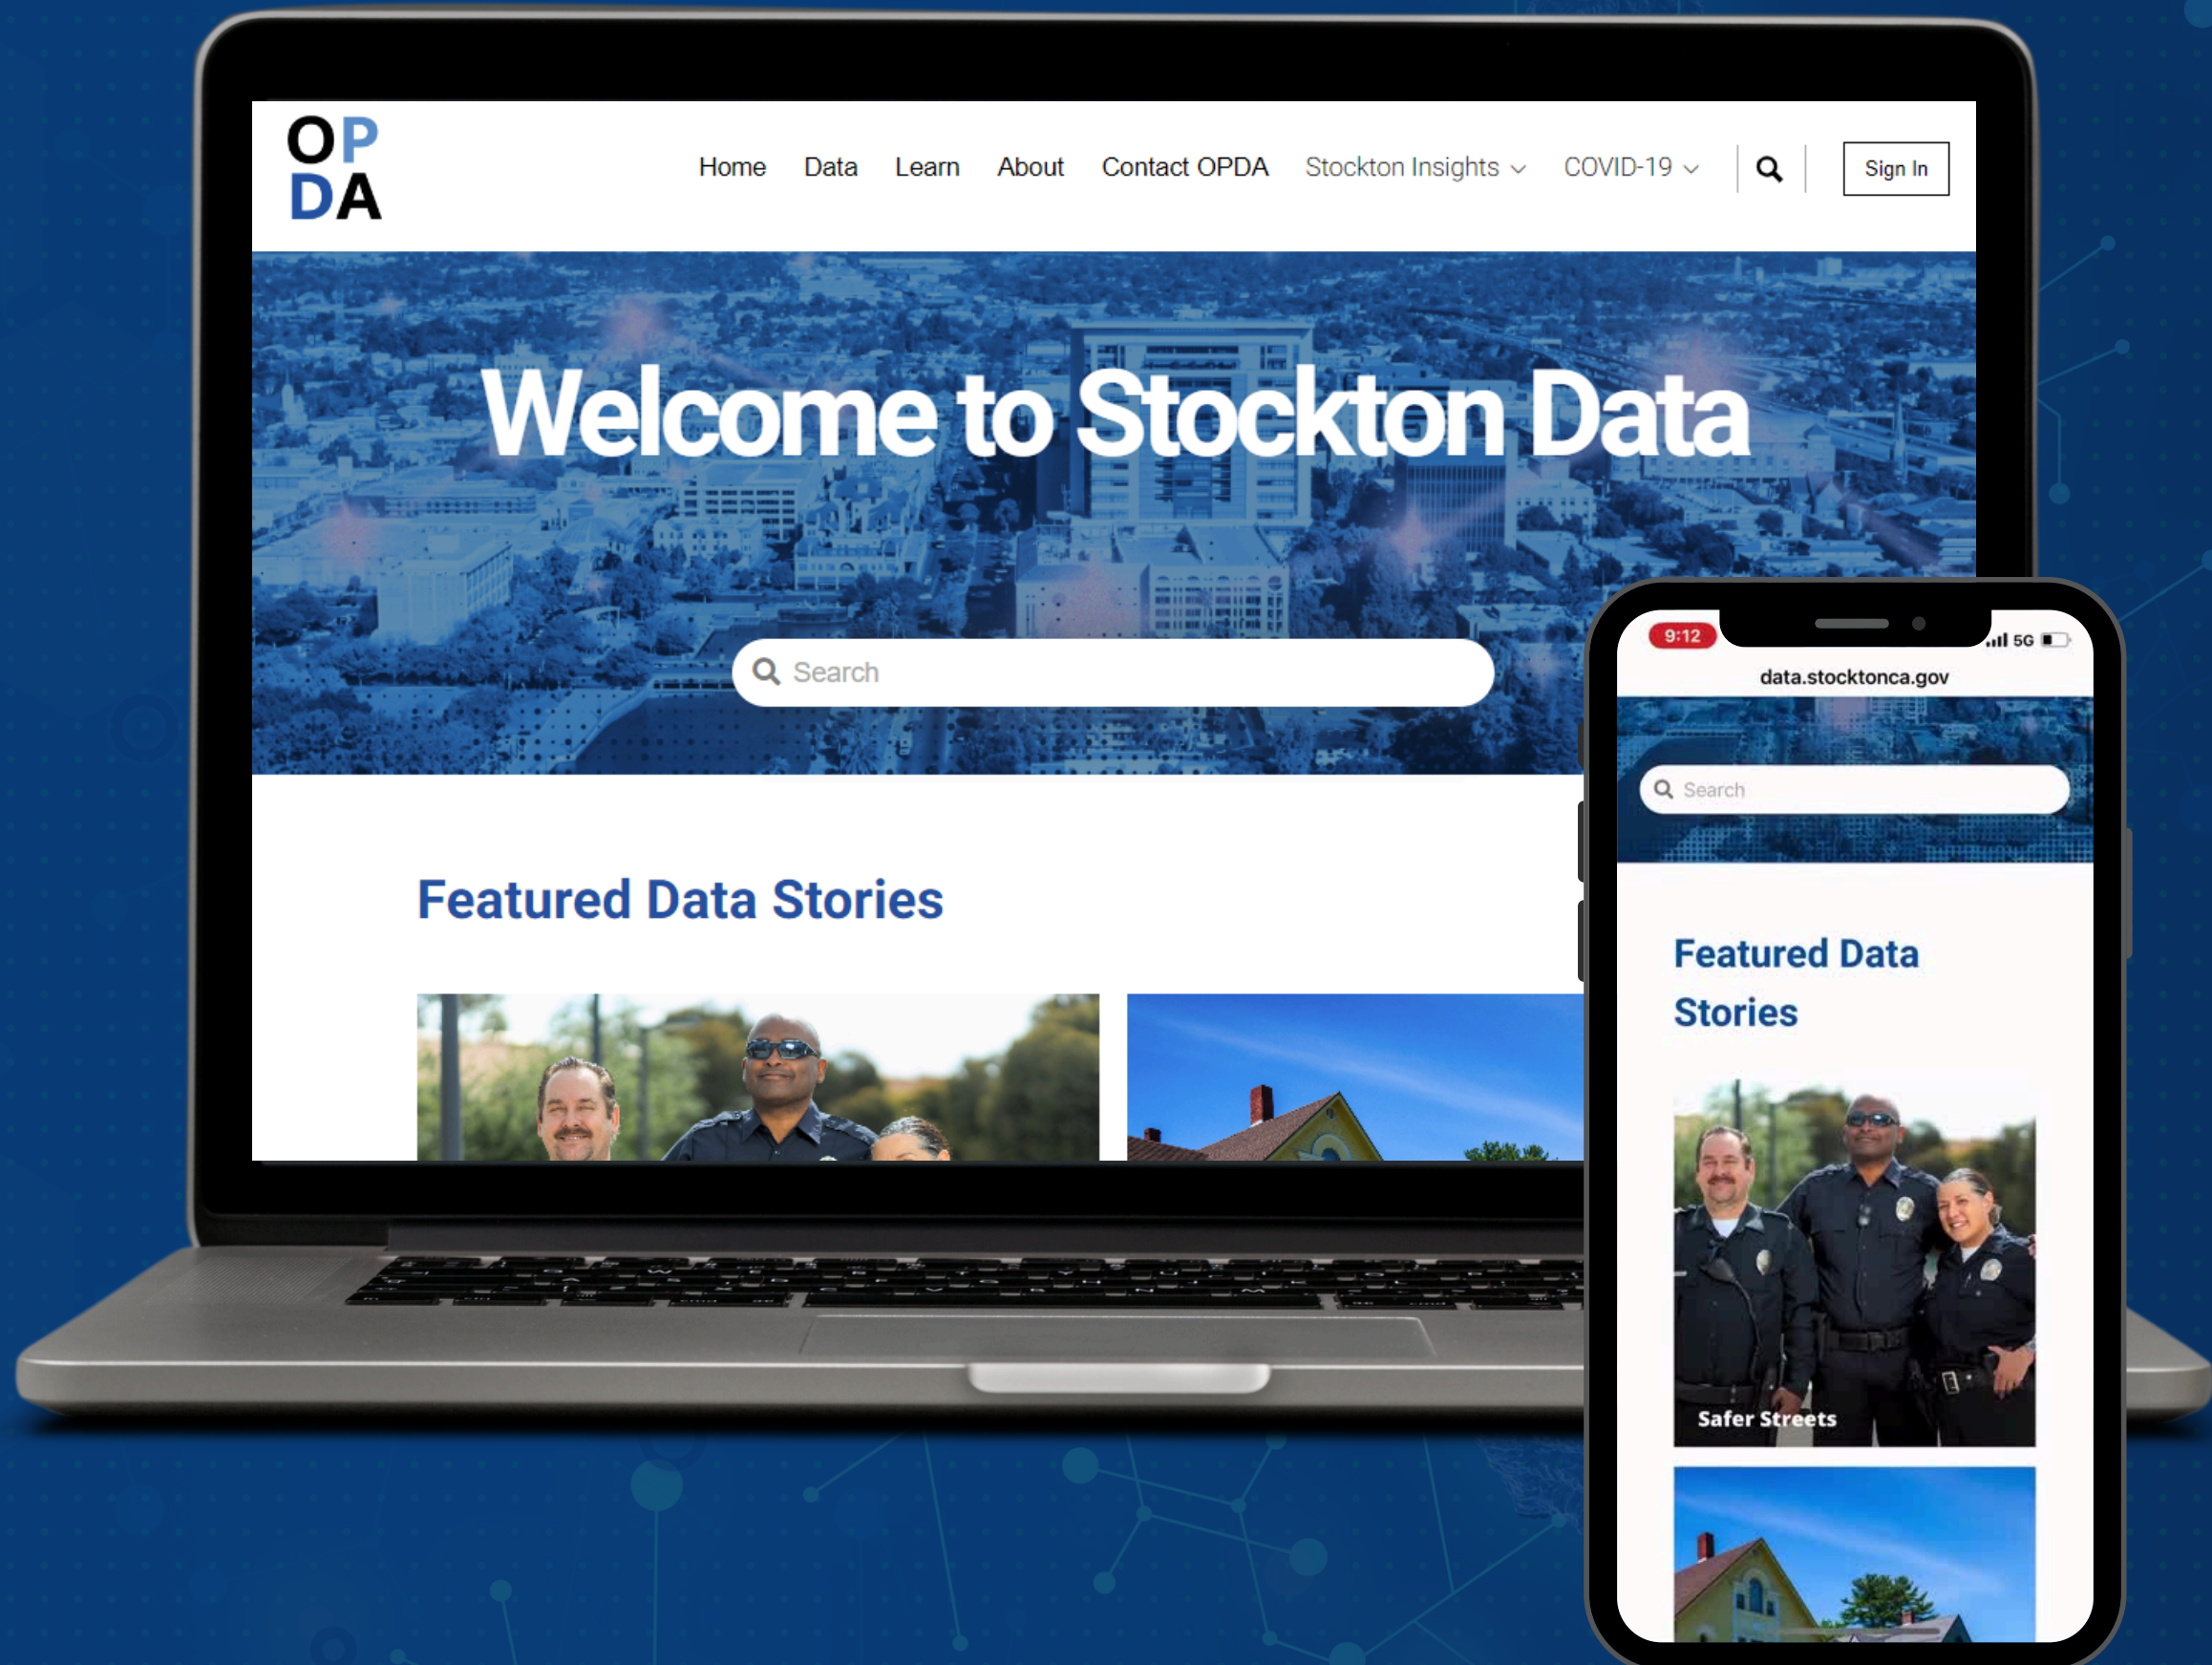 OP
DA
Home Data Learn About Contact OPDA Stockton Insights COVID-19 Sign In
Welcome to Stockton Data
Search
Featured Data Stories
9:12 5G
data.stocktonca.gov
Search
Featured Data
Stories
Safer Streets